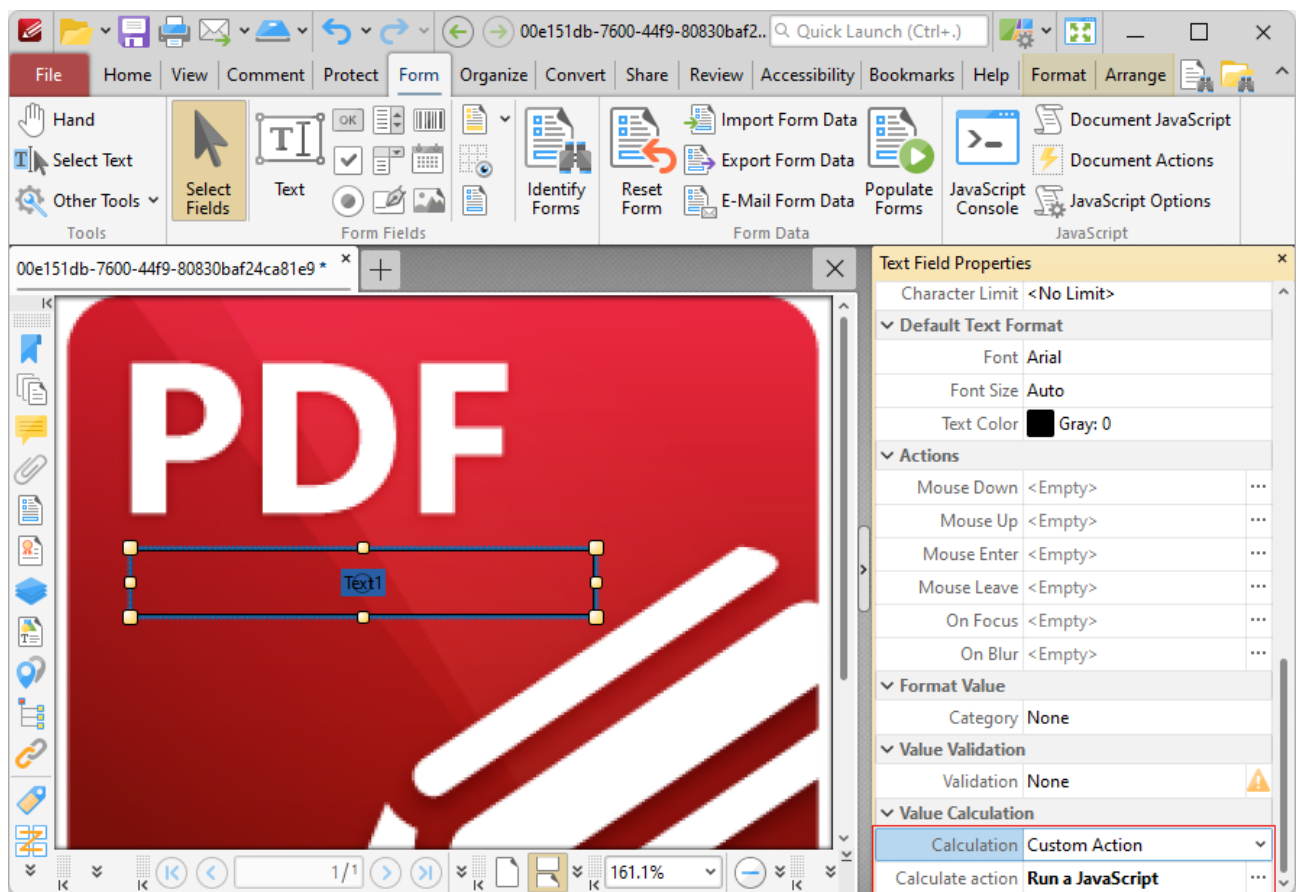 00e151db-7600-44f9-80830baf2.. Quick Launch (Ctrl+.)
File Home View Comment Protect Form Organize Convert Share Review Accessibility Bookmarks Help Format Arrange
Hand
Select Text
Other Tools
Tools
Select Fields
Text
OK
Form Fields
Identify Forms
Reset Form
Import Form Data
Export Form Data
E-Mail Form Data
Form Data
Populate Forms
JavaScript Console
Document JavaScript
Document Actions
JavaScript Options
JavaScript
00e151db-7600-44f9-80830baf24ca81e9 *
PDF
Text1
1/1
161.1%
Text Field Properties
Character Limit <No Limit>
Default Text Format
Font Arial
Font Size Auto
Text Color Gray: 0
Actions
Mouse Down <Empty>
Mouse Up <Empty>
Mouse Enter <Empty>
Mouse Leave <Empty>
On Focus <Empty>
On Blur <Empty>
Format Value
Category None
Value Validation
Validation None
Value Calculation
Calculation Custom Action
Calculate action Run a JavaScript